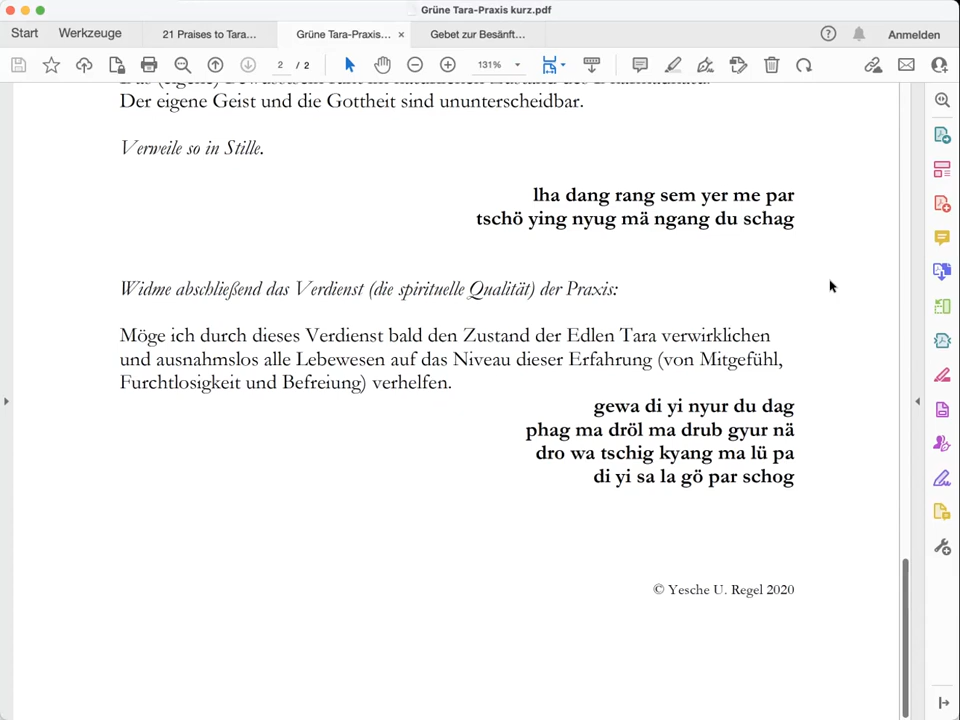 Grüne Tara-Praxis kurz.pdf
Start
Werkzeuge
21 Praises to Tara...
Grüne Tara-Praxis... ×
Gebet zur Besänft...
Anmelden
2 / 2
131%
Der eigene Geist und die Gottheit sind ununterscheidbar.
Verweile so in Stille.
lha dang rang sem yer me par
tschö ying nyug mä ngang du schag
Widme abschließend das Verdienst (die spirituelle Qualität) der Praxis:
Möge ich durch dieses Verdienst bald den Zustand der Edlen Tara verwirklichen
und ausnahmslos alle Lebewesen auf das Niveau dieser Erfahrung (von Mitgefühl,
Furchtlosigkeit und Befreiung) verhelfen.
gewa di yi nyur du dag
phag ma dröl ma drub gyur nä
dro wa tschig kyang ma lü pa
di yi sa la gö par schog
© Yesche U. Regel 2020